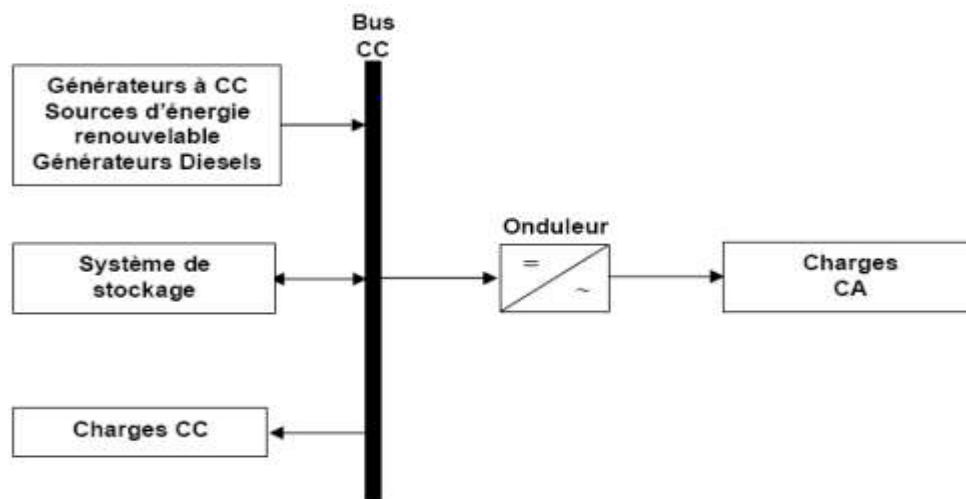 Bus
CC
Générateurs à CC
Sources d'énergie
renouvelable
Générateurs Diesels
Système de
stockage
Charges CC
Onduleur
=
~
Charges
CA